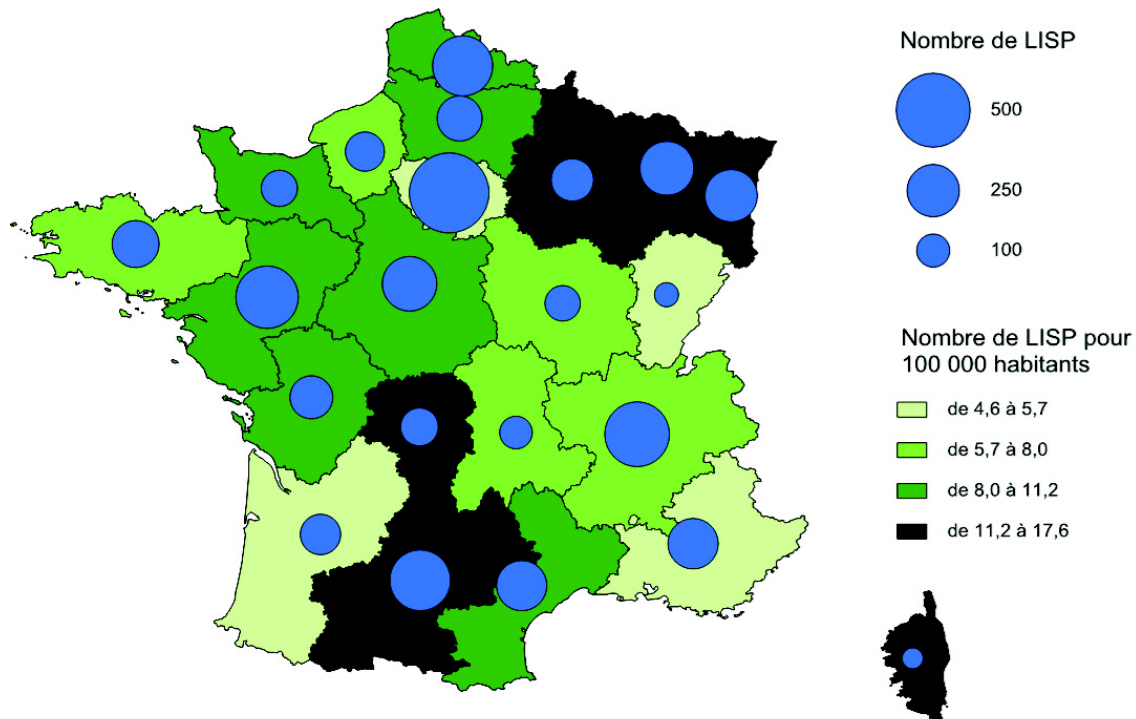 Nombre de LISP
500
250
100
Nombre de LISP pour
100 000 habitants
de 4,6 à 5,7
de 5,7 à 8,0
de 8,0 à 11,2
de 11,2 à 17,6